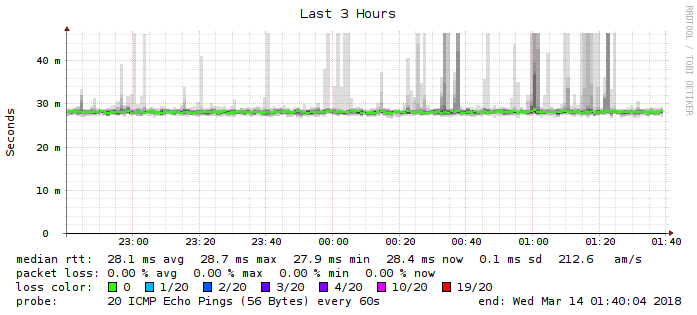 Last 3 Hours
RRDTOOL / TOBI OETIKER
Seconds
40 m
30 m
20 m
10 m
0
23:00 23:20 23:40 00:00 00:20 00:40 01:00 01:20 01:40
median rtt: 28.1 ms avg 28.7 ms max 27.9 ms min 28.4 ms now 0.1 ms sd 212.6 am/s
packet loss: 0.00 % avg 0.00 % max 0.00 % min 0.00 % now
loss color: 0 1/20 2/20 3/20 4/20 10/20 19/20
probe: 20 ICMP Echo Pings (56 Bytes) every 60s end: Wed Mar 14 01:40:04 2018